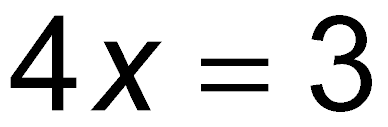 4x = 3